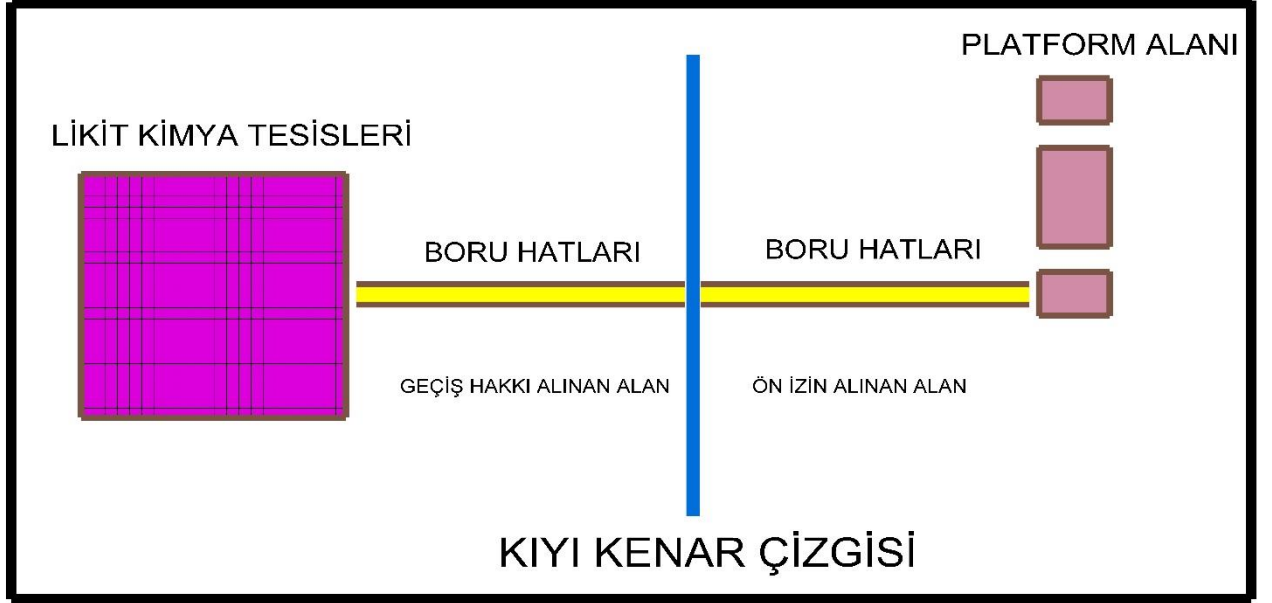 PLATFORM ALANI
LİKİT KİMYA TESİSLERİ
BORU HATLARI
BORU HATLARI
GEÇİŞ HAKKI ALINAN ALAN
ÖN İZİN ALINAN ALAN
KIYI KENAR ÇİZGİSİ